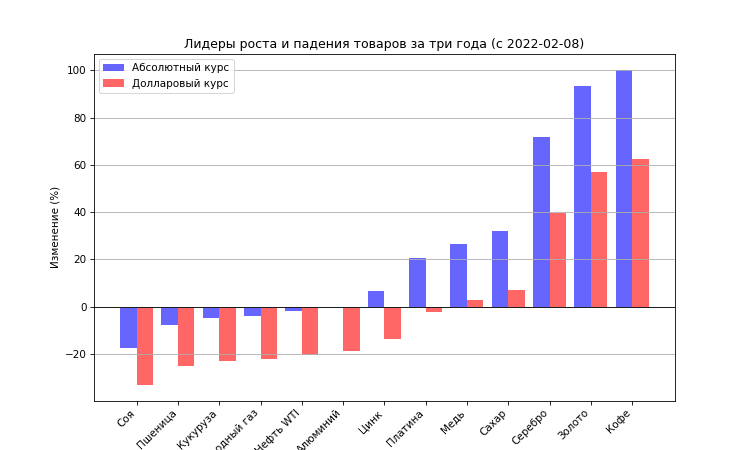 Лидеры роста и падения товаров за три года (с 2022-02-08)
Абсолютный курс
Долларовый курс
Изменение (%)
100
80
60
40
20
0
−20
Соя
Пшеница
Кукуруза
одный газ
Нефть WTI
Алюминий
Цинк
Платина
Медь
Сахар
Серебро
Золото
Кофе